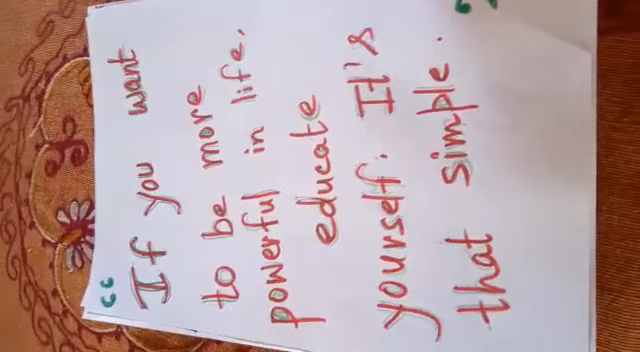 “
If you want
to be more
powerful in life.
educate
yourself. It's
that simple.
”